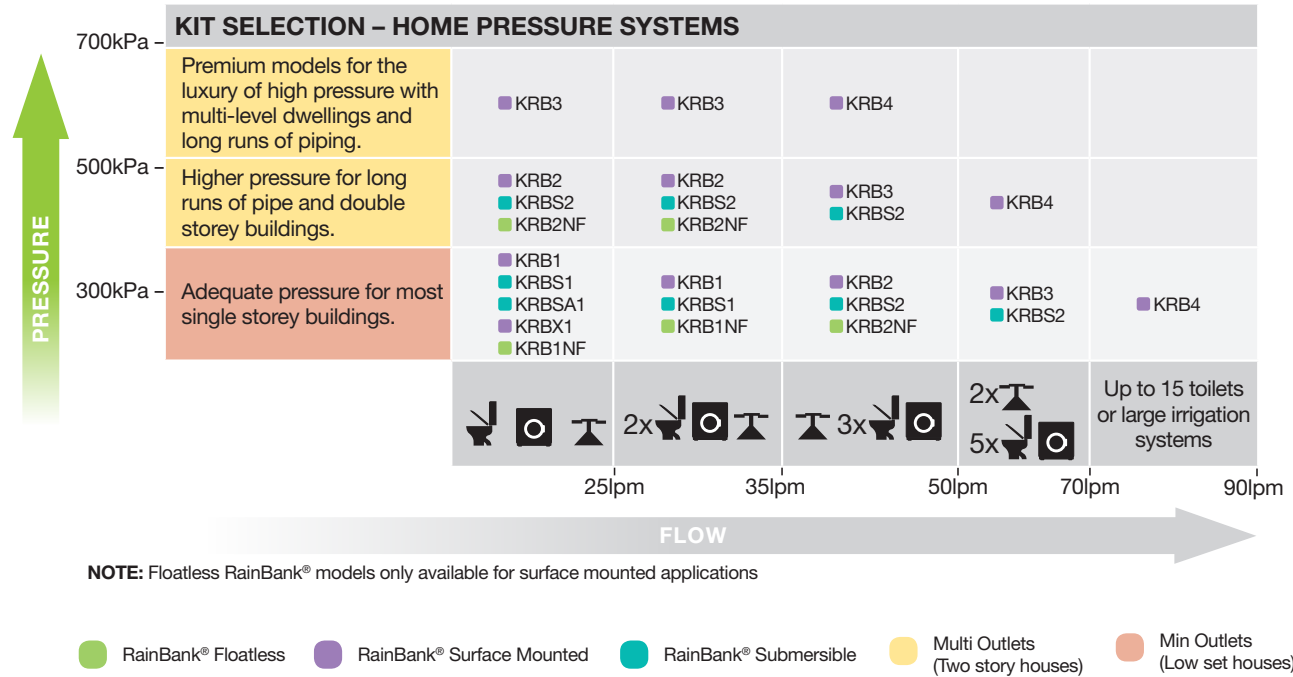 KIT SELECTION – HOME PRESSURE SYSTEMS
700kPa
Premium models for the
luxury of high pressure with
multi-level dwellings and
long runs of piping.
KRB3
KRB3
KRB4
500kPa
Higher pressure for long
runs of pipe and double
storey buildings.
KRB2
KRBS2
KRB2NF
KRB2
KRBS2
KRB2NF
KRB3
KRBS2
KRB4
PRESSURE
300kPa
Adequate pressure for most
single storey buildings.
KRB1
KRBS1
KRBSA1
KRBX1
KRB1NF
KRB1
KRBS1
KRB1NF
KRB2
KRBS2
KRB2NF
KRB3
KRBS2
KRB4
2x
3x
2x
5x
Up to 15 toilets
or large irrigation
systems
25lpm
35lpm
50lpm
70lpm
90lpm
FLOW
NOTE: Floatless RainBank® models only available for surface mounted applications
RainBank® Floatless
RainBank® Surface Mounted
RainBank® Submersible
Multi Outlets
(Two story houses)
Min Outlets
(Low set houses)